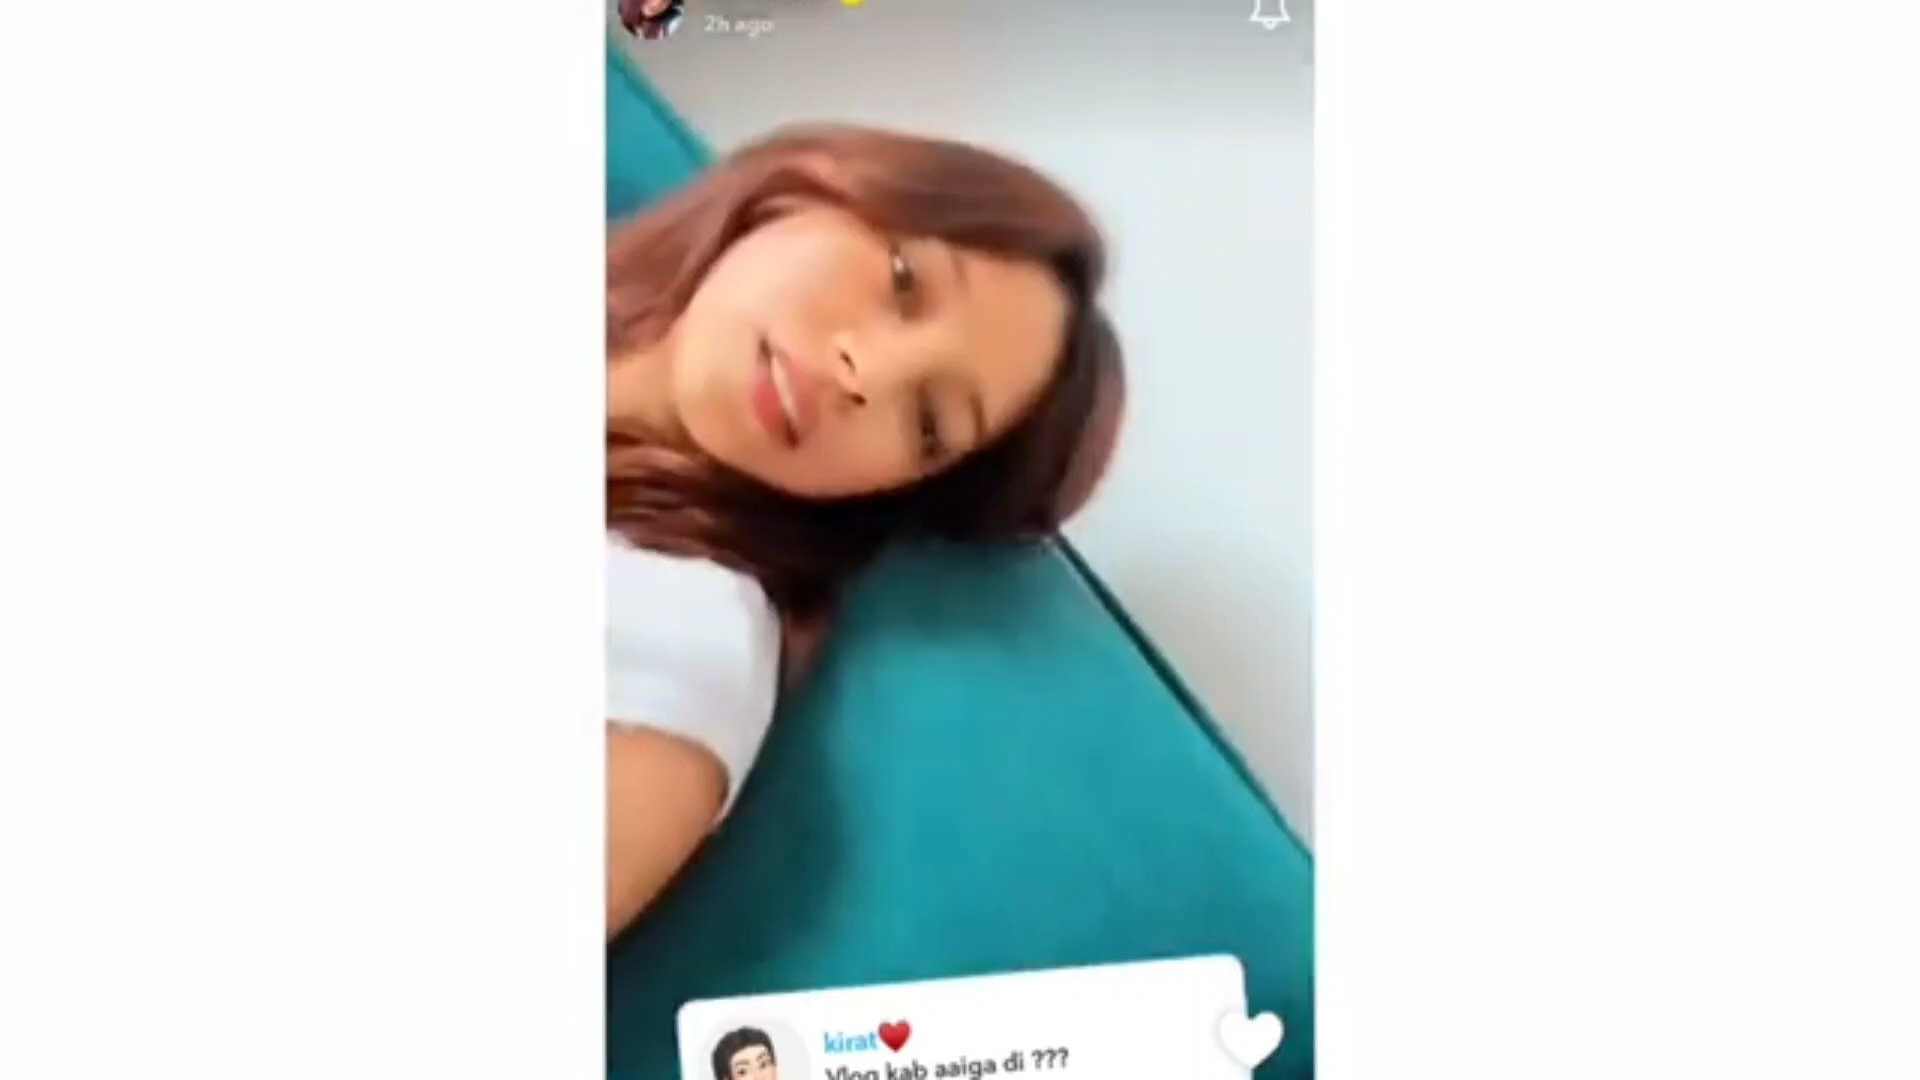 2h ago
kirat❤️
Vlog kab aaiga di ???